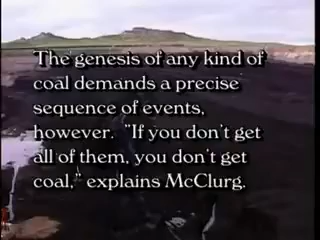 The genesis of any kind of
coal demands a precise
sequence of events,
however.  "If you don't get
all of them, you don't get
coal," explains McClurg.